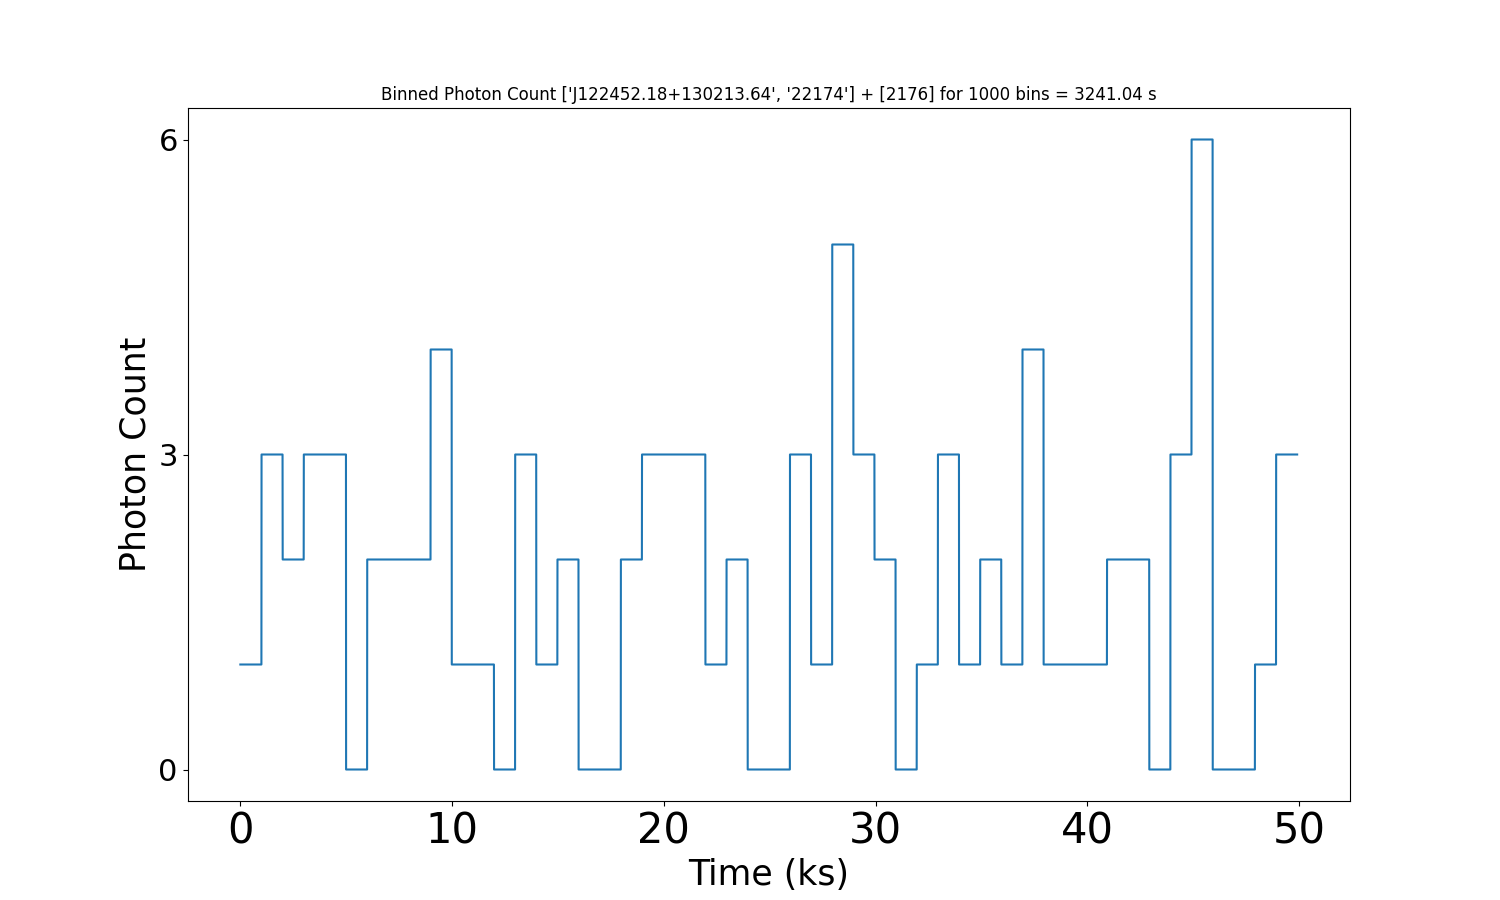 Binned Photon Count ['J122452.18+130213.64', '22174'] + [2176] for 1000 bins = 3241.04 s
6
3
0
Photon Count
0 10 20 30 40 50
Time (ks)